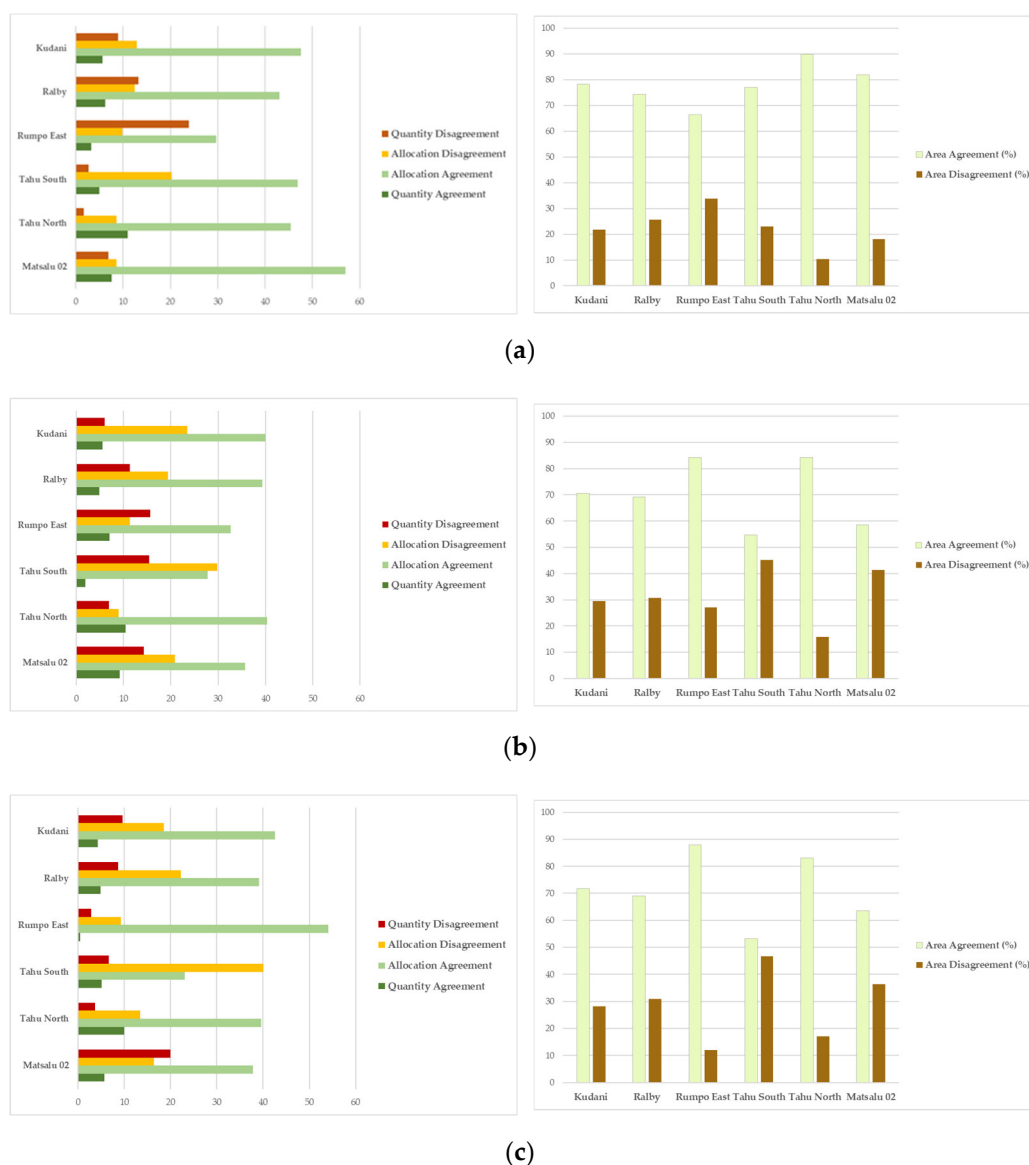 Kudani
Ralby
Rumpo East
Tahu South
Tahu North
Matsalu 02
0 10 20 30 40 50 60
Quantity Disagreement
Allocation Disagreement
Allocation Agreement
Quantity Agreement
100
90
80
70
60
50
40
30
20
10
0
Kudani Ralby Rumpo East Tahu South Tahu North Matsalu 02
Area Agreement (%)
Area Disagreement (%)
(a)
Kudani
Ralby
Rumpo East
Tahu South
Tahu North
Matsalu 02
0 10 20 30 40 50 60
Quantity Disagreement
Allocation Disagreement
Allocation Agreement
Quantity Agreement
100
90
80
70
60
50
40
30
20
10
0
Kudani Ralby Rumpo East Tahu South Tahu North Matsalu 02
Area Agreement (%)
Area Disagreement (%)
(b)
Kudani
Ralby
Rumpo East
Tahu South
Tahu North
Matsalu 02
0 10 20 30 40 50 60
Quantity Disagreement
Allocation Disagreement
Allocation Agreement
Quantity Agreement
100
90
80
70
60
50
40
30
20
10
0
Kudani Ralby Rumpo East Tahu South Tahu North Matsalu 02
Area Agreement (%)
Area Disagreement (%)
(c)